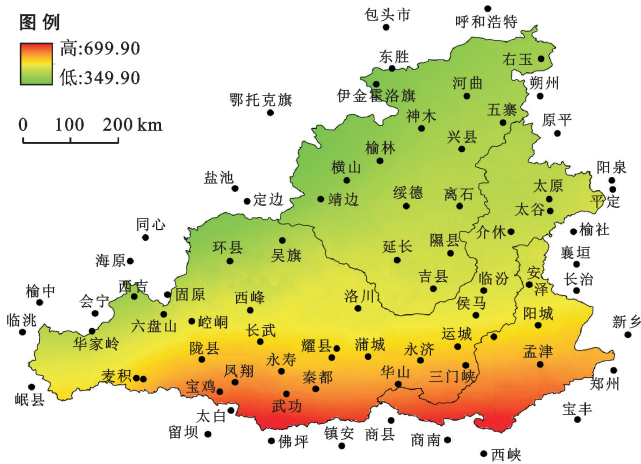 图例
高:699.90
低:349.90
0 100 200 km
包头市
呼和浩特
东胜
右玉
伊金霍洛旗
河曲
朔州
鄂托克旗
神木
五寨
原平
榆林
兴县
横山
阳泉
盐池
定边
靖边
绥德
离石
太原
平定
太谷
同心
介休
榆社
环县
吴旗
延长
隰县
襄垣
海原
吉县
临汾
安泽
长治
榆中
西吉
固原
会宁
西峰
洛川
侯马
临洮
六盘山
崆峒
阳城
新乡
华家岭
长武
耀县
蒲城
永济
运城
陇县
孟津
麦积
凤翔
永寿
华山
三门峡
郑州
岷县
宝鸡
秦都
武功
太白
宝丰
留坝
佛坪
镇安
商县
商南
西峡